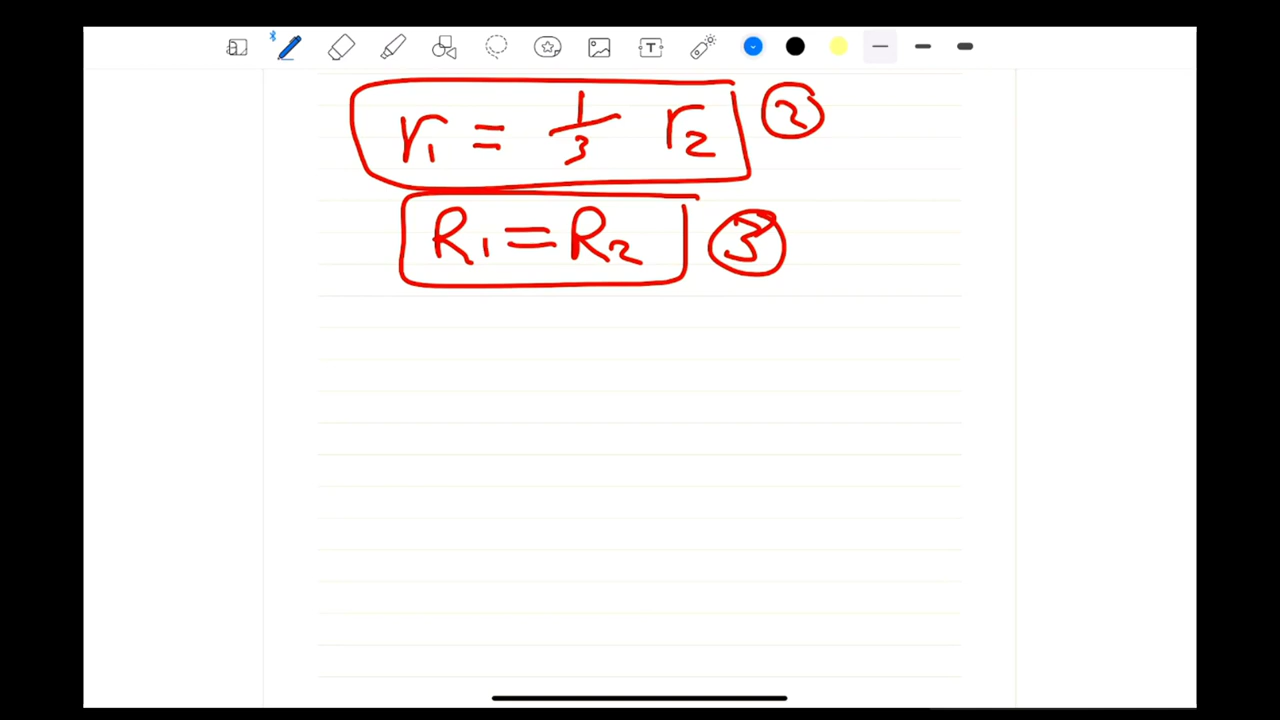 r₁ = 1/3 r₂ ②
R₁ = R₂ ③
T